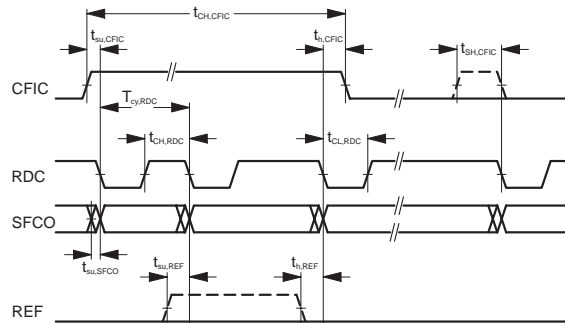 tCH,CFIC
tsu,CFIC
th,CFIC
tSH,CFIC
CFIC
Tcy,RDC
tCH,RDC
tCL,RDC
RDC
SFCO
tsu,SFCO
tsu,REF
th,REF
REF